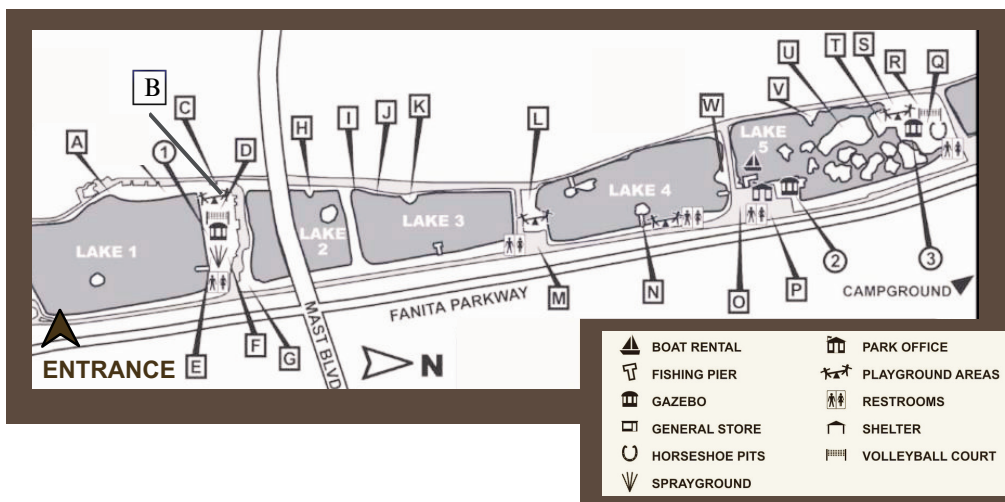 B
C
A
1
D
H
I
J
K
L
W
V
U
T
S
R
Q
LAKE 1
LAKE 2
LAKE 3
LAKE 4
LAKE 5
E
F
G
M
N
O
P
2
3
MAST BLVD
FANITA PARKWAY
CAMPGROUND
ENTRANCE
N
BOAT RENTAL
FISHING PIER
GAZEBO
GENERAL STORE
HORSESHOE PITS
SPRAYGROUND
PARK OFFICE
PLAYGROUND AREAS
RESTROOMS
SHELTER
VOLLEYBALL COURT